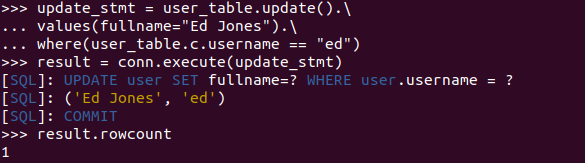 >>> update_stmt = user_table.update().\
... values(fullname="Ed Jones").\
... where(user_table.c.username == "ed")
>>> result = conn.execute(update_stmt)
[SQL]: UPDATE user SET fullname=? WHERE user.username = ?
[SQL]: ('Ed Jones', 'ed')
[SQL]: COMMIT
>>> result.rowcount
1